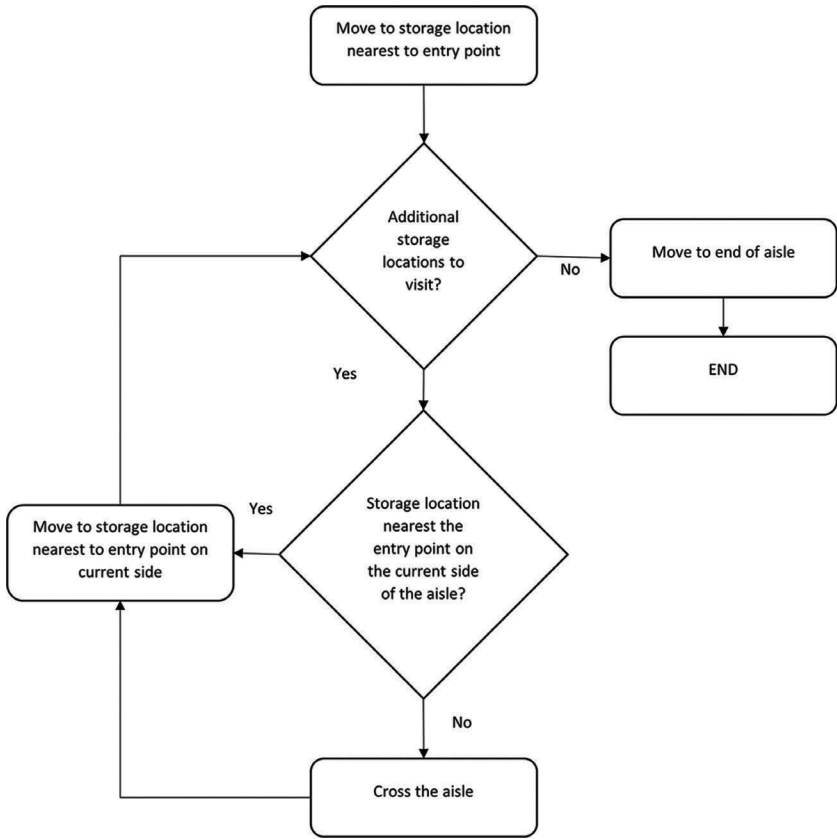 Move to storage location
nearest to entry point
Additional
storage
locations to
visit?
No
Move to end of aisle
END
Yes
Storage location
nearest the
entry point on
the current side
of the aisle?
Yes
Move to storage location
nearest to entry point on
current side
No
Cross the aisle